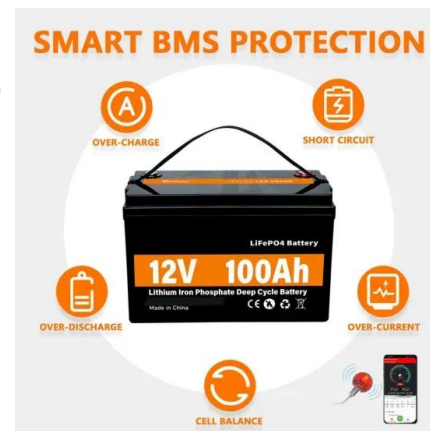 SMART BMS PROTECTION
OVER-CHARGE
SHORT CIRCUIT
LiFePO4 Battery
12V 100Ah
Lithium Iron Phosphate Deep Cycle Battery
Made in China
CE
OVER-DISCHARGE
OVER-CURRENT
CELL BALANCE